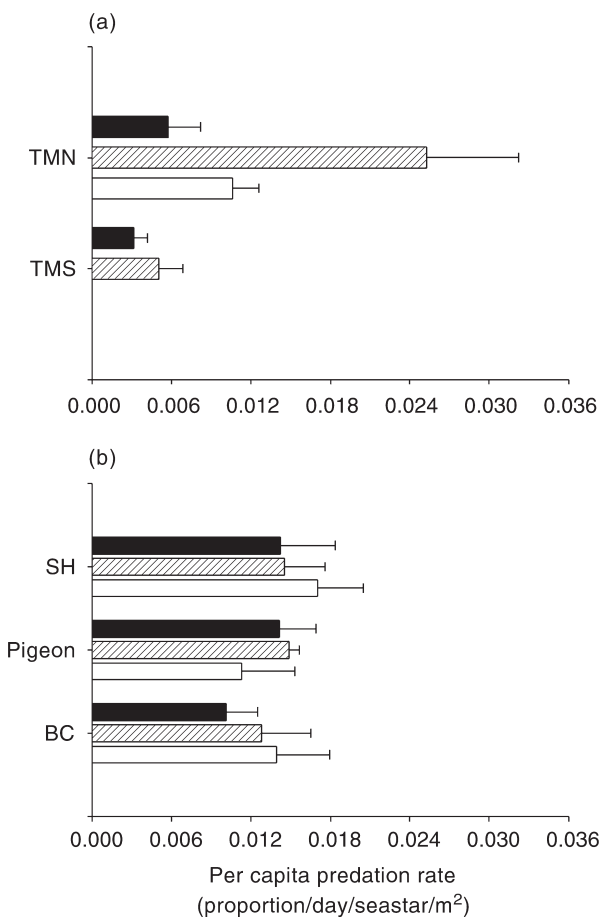 (a)
TMN
TMS
0.000 0.006 0.012 0.018 0.024 0.030 0.036
(b)
SH
Pigeon
BC
0.000 0.006 0.012 0.018 0.024 0.030 0.036
Per capita predation rate
(proportion/day/seastar/m²)